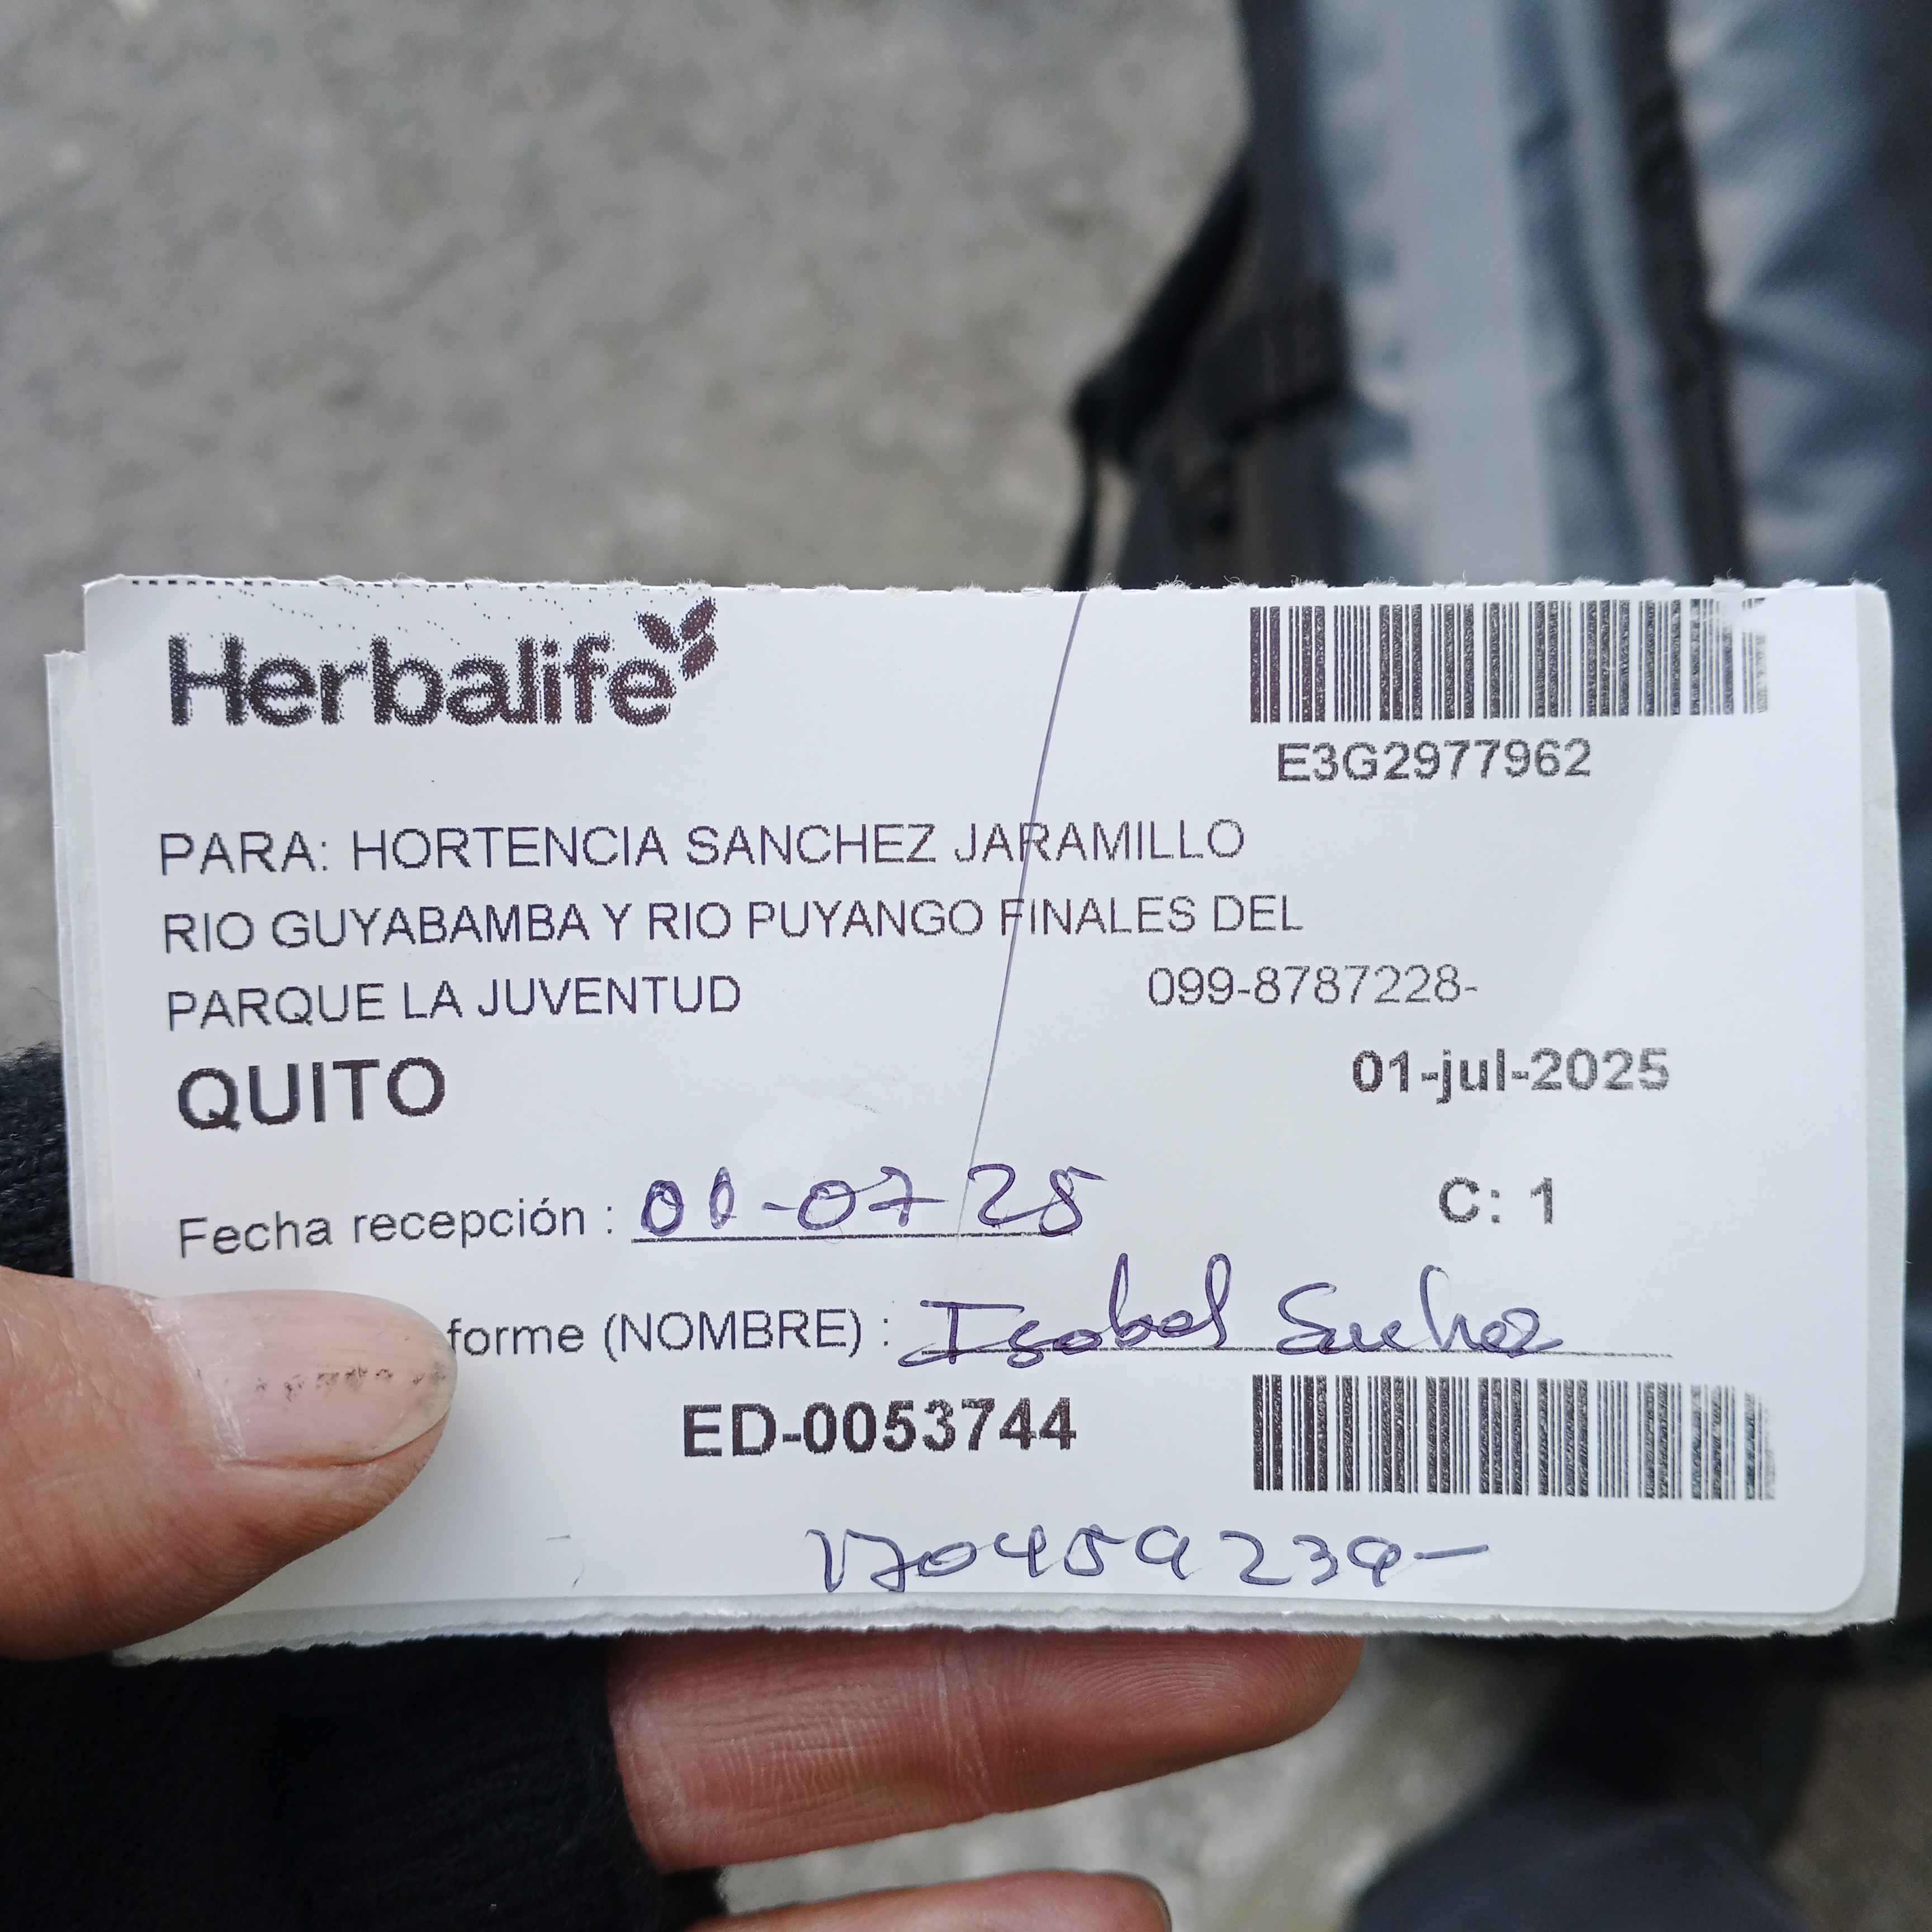 Herbalife
E3G2977962
PARA: HORTENCIA SANCHEZ JARAMILLO
RIO GUYABAMBA Y RIO PUYANGO FINALES DEL
PARQUE LA JUVENTUD 099-8787228-
QUITO 01-jul-2025
Fecha recepción : 01-07-25 C: 1
forme (NOMBRE) : Isabel
ED-0053744